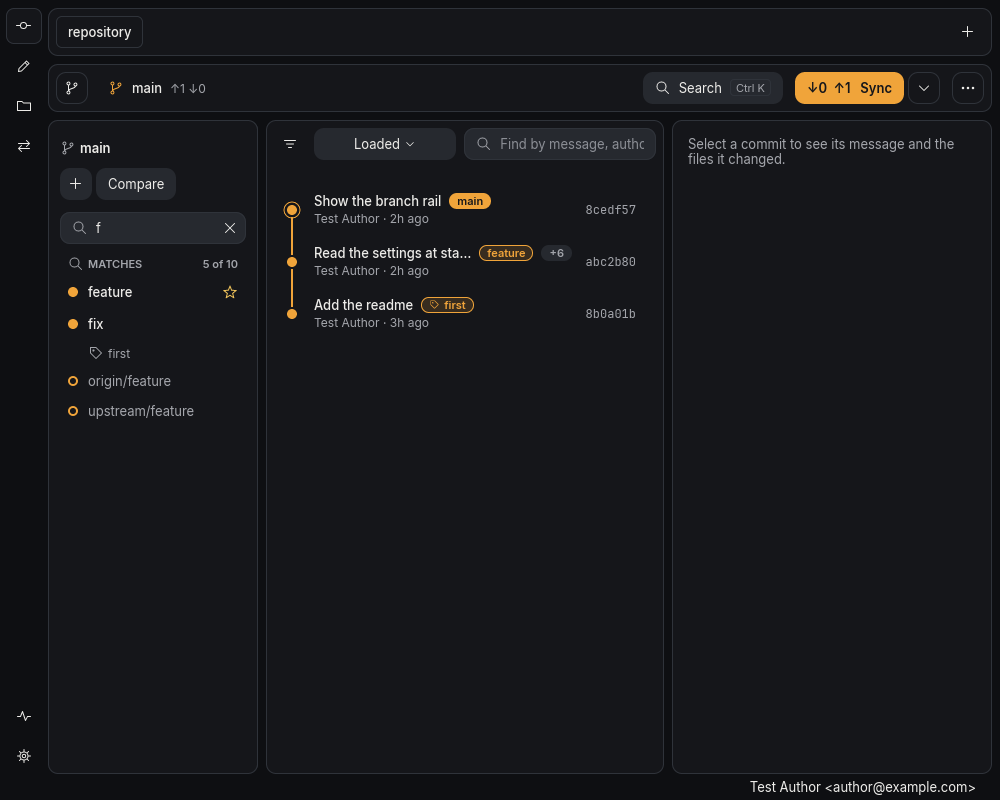 repository
main ↑1 ↓0
Search Ctrl K
↓0 ↑1 Sync
main
Compare
f
MATCHES 5 of 10
feature
fix
first
origin/feature
upstream/feature
Loaded
Find by message, autho
Show the branch rail main
Test Author · 2h ago
8cedf57
Read the settings at sta... feature +6
Test Author · 2h ago
abc2b80
Add the readme first
Test Author · 3h ago
8b0a01b
Select a commit to see its message and the
files it changed.
Test Author <author@example.com>